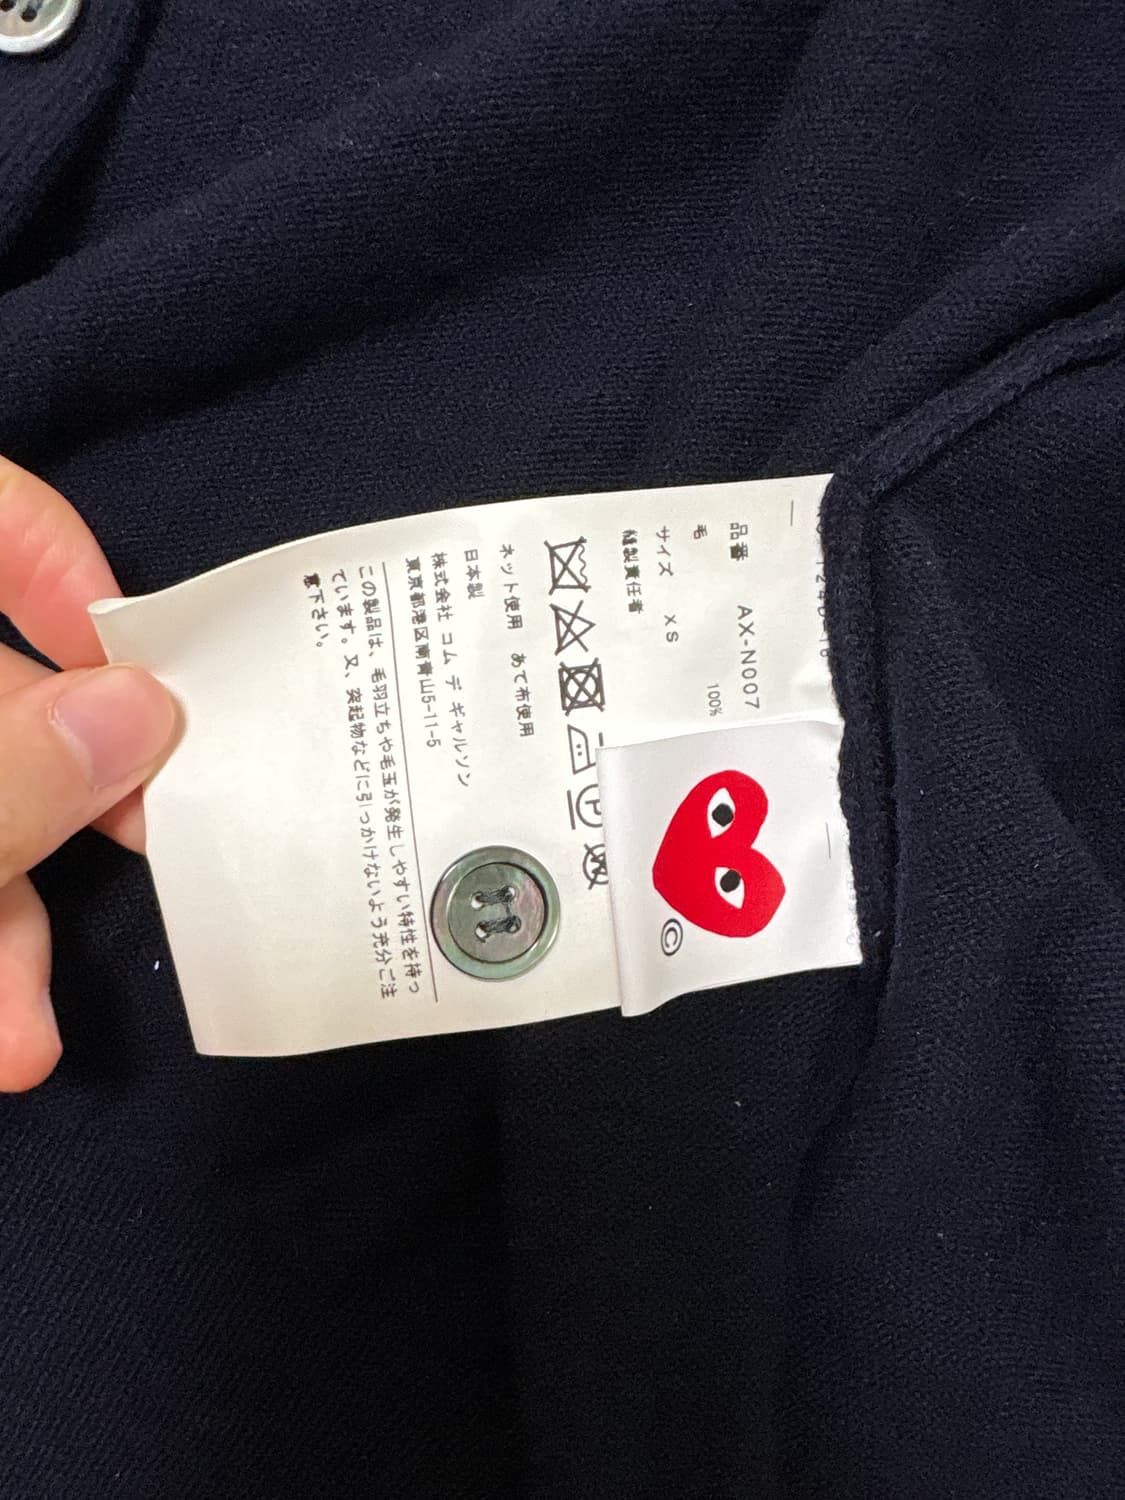 品番 AX-N007
毛 100%
サイズ XS
縫製責任者
ネット使用 あて布使用
日本製
株式会社 コム デ ギャルソン
東京都港区南青山5-11-5
この製品は、毛羽立ちや毛玉が発生しやすい特性を持っ
ています。又、突起物などに引っかけないよう充分ご注
意下さい。
P
©